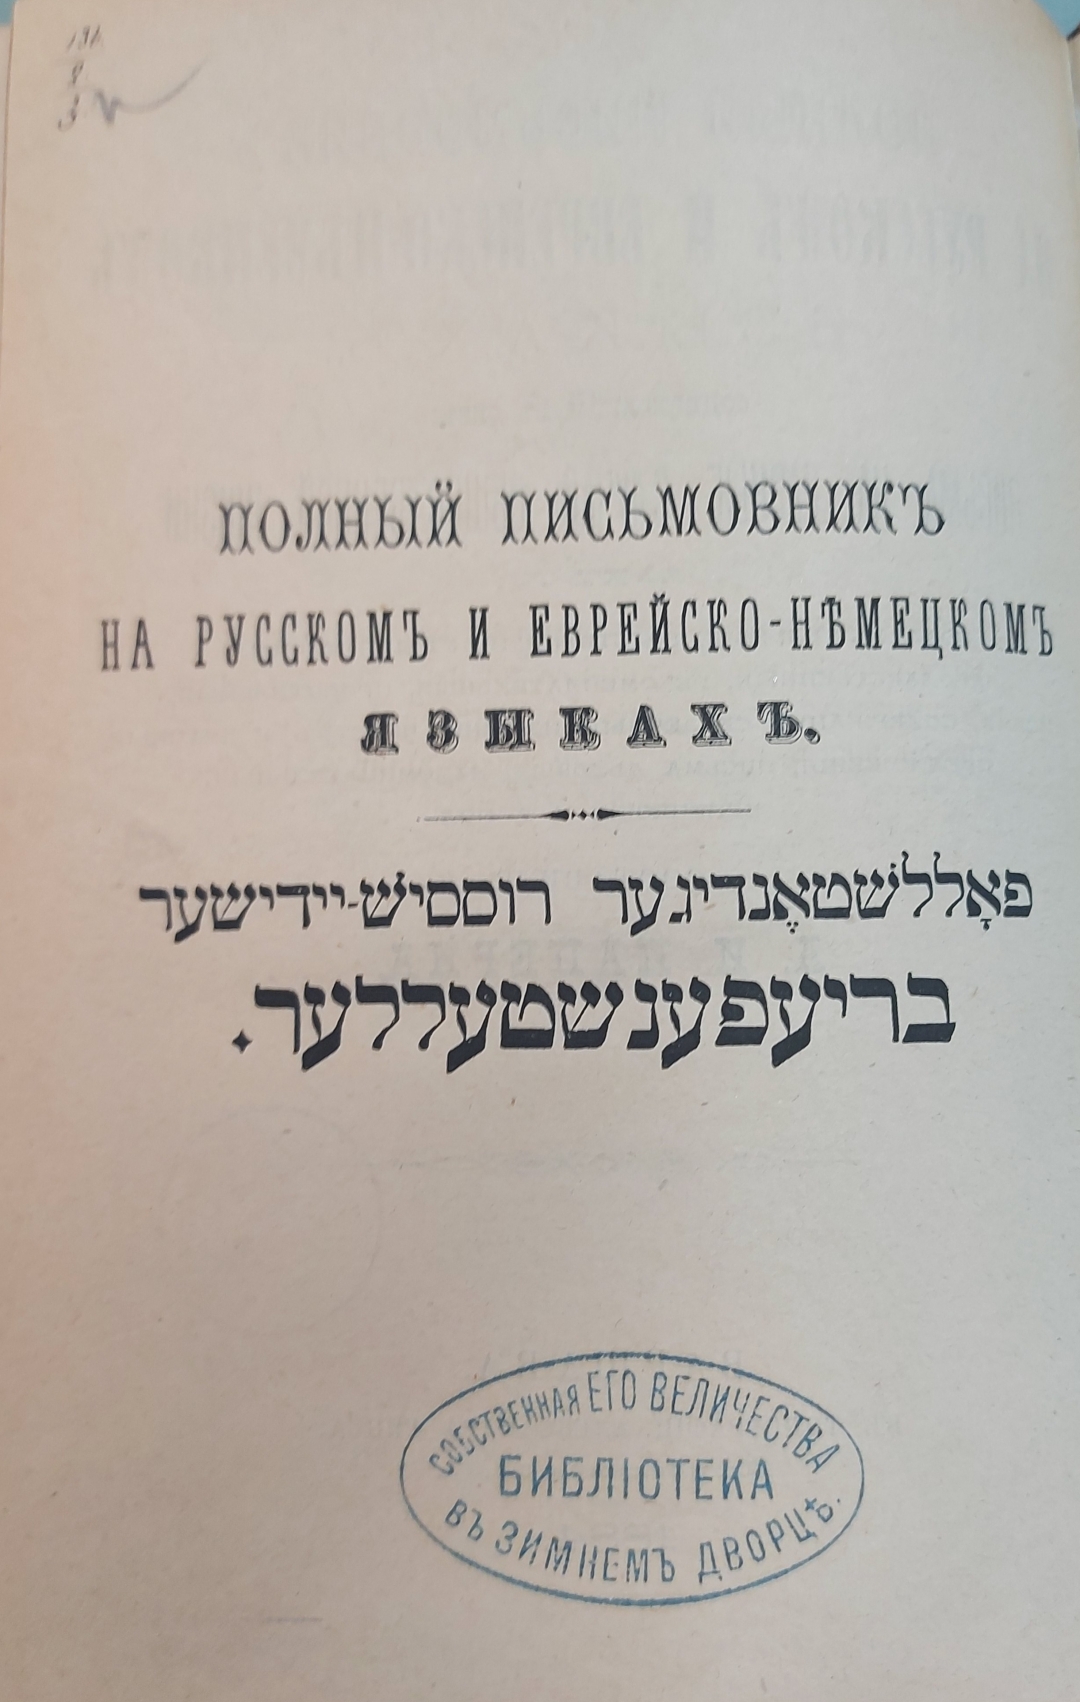 ПОЛНЫЙ ПИСЬМОВНИКЪ
НА РУССКОМЪ И ЕВРЕЙСКО-НѢМЕЦКОМЪ
ЯЗЫКАХЪ.
פאָללשטאֶנדיגער רוססיש-יידישער
בריעפענשטעללער.
СОБСТВЕННАЯ ЕГО ВЕЛИЧЕСТВА
БИБЛІОТЕКА
ВЪ ЗИМНЕМЪ ДВОРЦѢ.